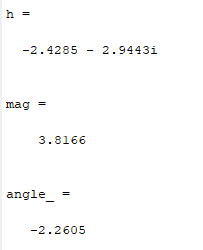 h =
-2.4285 - 2.9443i
mag =
3.8166
angle_ =
-2.2605